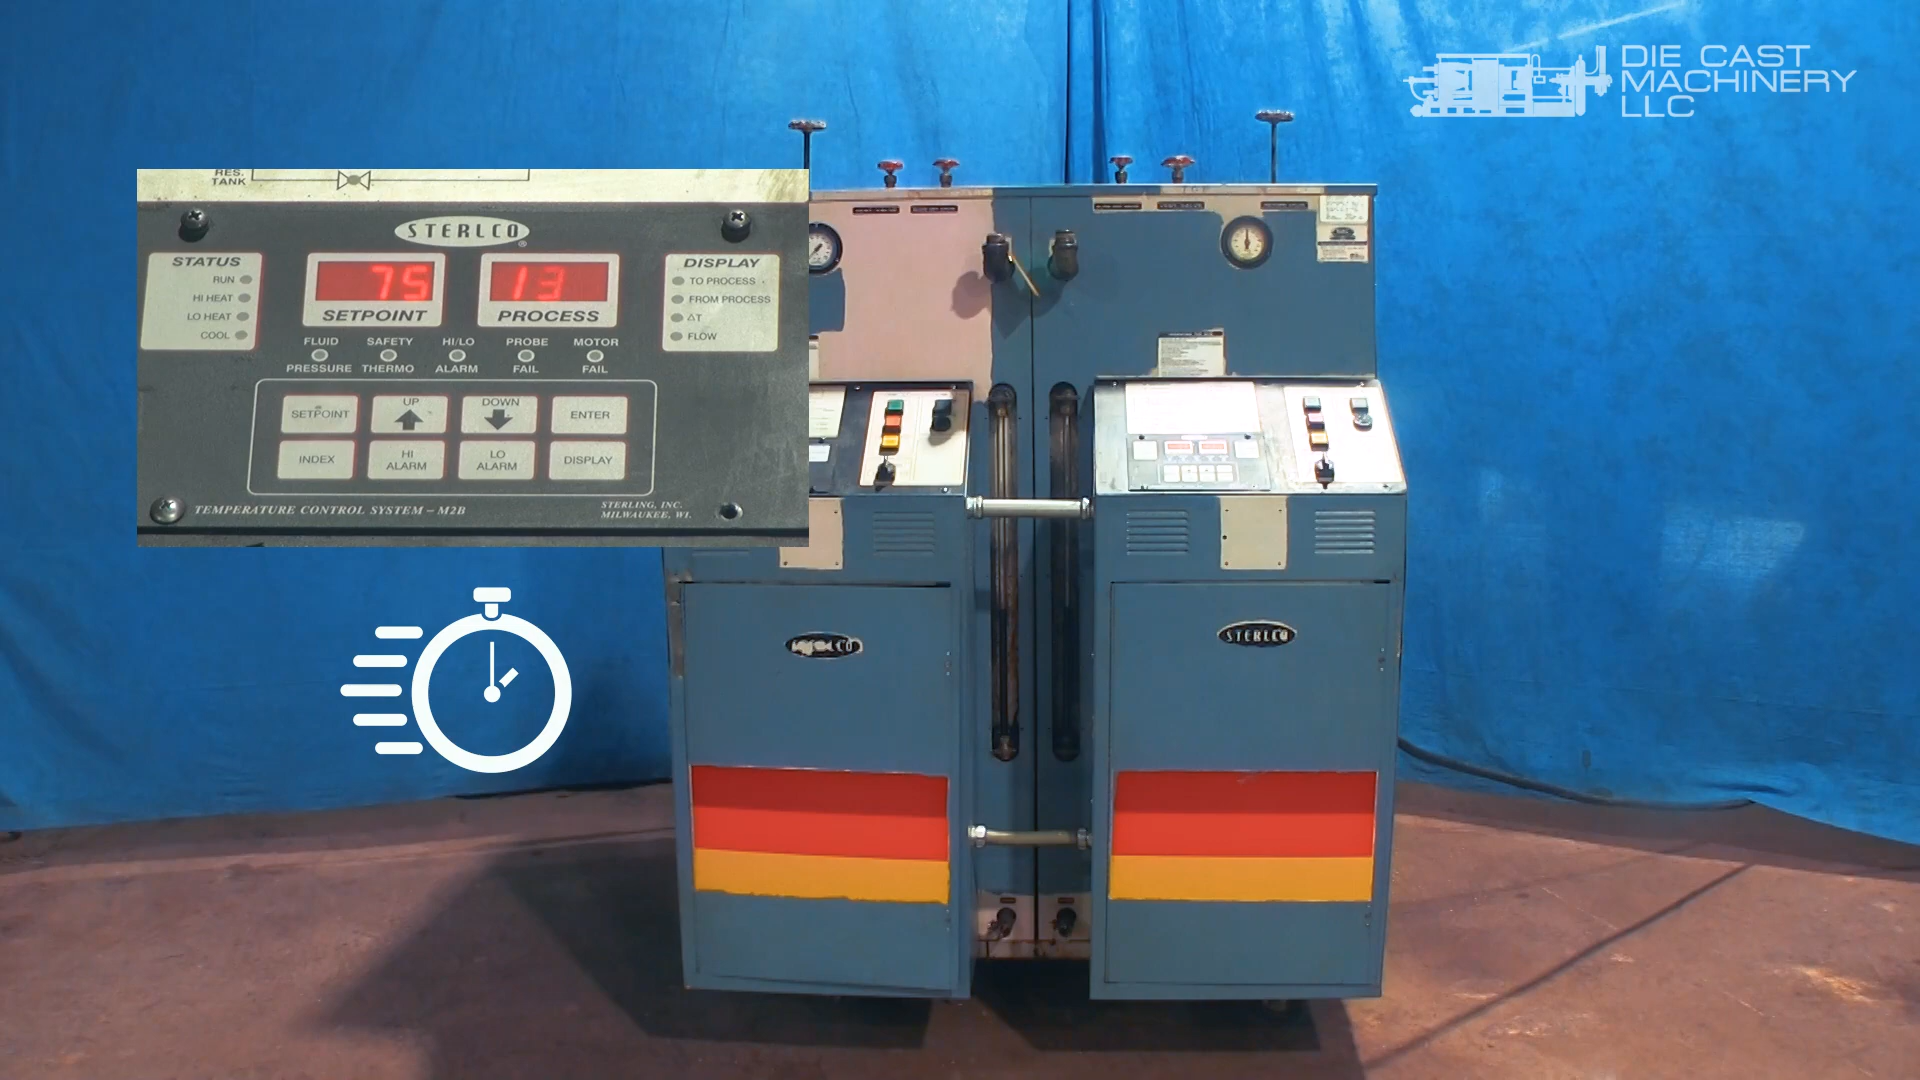 DIE CAST
MACHINERY
LLC
RES.
TANK
STERLCO
STATUS
RUN
HI HEAT
LO HEAT
COOL
75
SETPOINT
13
PROCESS
DISPLAY
TO PROCESS
FROM PROCESS
ΔT
FLOW
FLUID
PRESSURE
SAFETY
THERMO
HI/LO
ALARM
PROBE
FAIL
MOTOR
FAIL
SETPOINT
UP
DOWN
ENTER
INDEX
HI
ALARM
LO
ALARM
DISPLAY
TEMPERATURE CONTROL SYSTEM – M2B
STERLING, INC.
MILWAUKEE, WI.
STERLCO